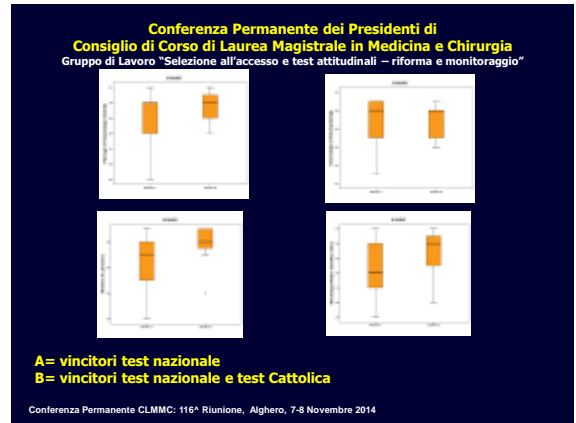 Conferenza Permanente dei Presidenti di
Consiglio di Corso di Laurea Magistrale in Medicina e Chirurgia
Gruppo di Lavoro “Selezione all’accesso e test attitudinali – riforma e monitoraggio”
A= vincitori test nazionale
B= vincitori test nazionale e test Cattolica
Conferenza Permanente CLMMC: 116^ Riunione, Alghero, 7-8 Novembre 2014